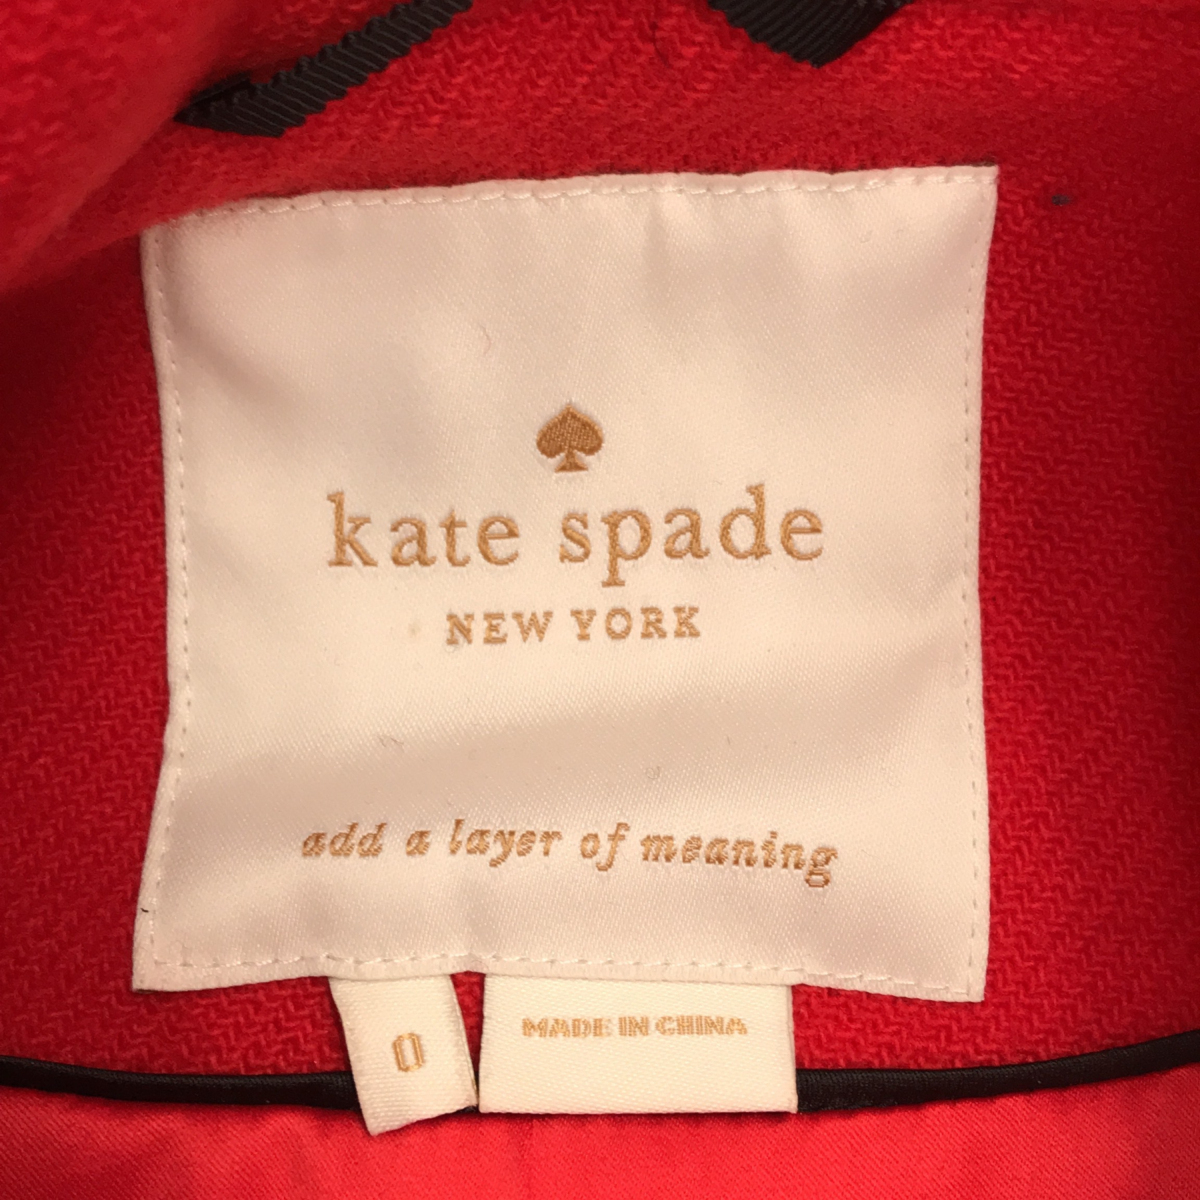 kate spade
NEW YORK
add a layer of meaning
0
MADE IN CHINA